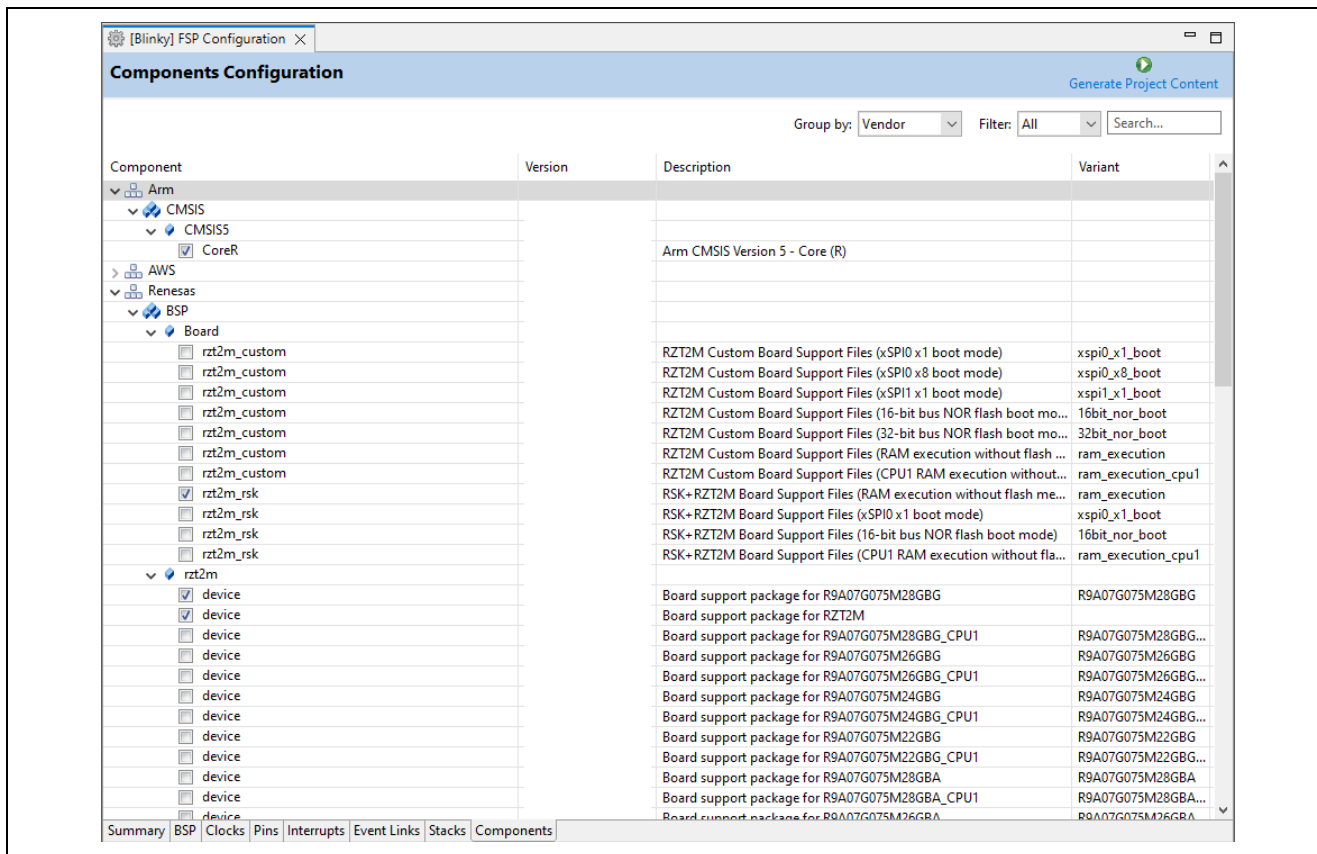 [Blinky] FSP Configuration
Components Configuration
Generate Project Content
Group by: Vendor Filter: All Search...
Component Version Description Variant
Arm
CMSIS
CMSIS5
CoreR Arm CMSIS Version 5 - Core (R)
AWS
Renesas
BSP
Board
rzt2m_custom RZT2M Custom Board Support Files (xSPI0 x1 boot mode) xspi0_x1_boot
rzt2m_custom RZT2M Custom Board Support Files (xSPI0 x8 boot mode) xspi0_x8_boot
rzt2m_custom RZT2M Custom Board Support Files (xSPI1 x1 boot mode) xspi1_x1_boot
rzt2m_custom RZT2M Custom Board Support Files (16-bit bus NOR flash boot mo... 16bit_nor_boot
rzt2m_custom RZT2M Custom Board Support Files (32-bit bus NOR flash boot mo... 32bit_nor_boot
rzt2m_custom RZT2M Custom Board Support Files (RAM execution without flash ... ram_execution
rzt2m_custom RZT2M Custom Board Support Files (CPU1 RAM execution without... ram_execution_cpu1
rzt2m_rsk RSK+RZT2M Board Support Files (RAM execution without flash me... ram_execution
rzt2m_rsk RSK+RZT2M Board Support Files (xSPI0 x1 boot mode) xspi0_x1_boot
rzt2m_rsk RSK+RZT2M Board Support Files (16-bit bus NOR flash boot mode) 16bit_nor_boot
rzt2m_rsk RSK+RZT2M Board Support Files (CPU1 RAM execution without fla... ram_execution_cpu1
rzt2m
device Board support package for R9A07G075M28GBG R9A07G075M28GBG
device Board support package for RZT2M
device Board support package for R9A07G075M28GBG_CPU1 R9A07G075M28GBG...
device Board support package for R9A07G075M26GBG R9A07G075M26GBG
device Board support package for R9A07G075M26GBG_CPU1 R9A07G075M26GBG...
device Board support package for R9A07G075M24GBG R9A07G075M24GBG
device Board support package for R9A07G075M24GBG_CPU1 R9A07G075M24GBG...
device Board support package for R9A07G075M22GBG R9A07G075M22GBG
device Board support package for R9A07G075M22GBG_CPU1 R9A07G075M22GBG...
device Board support package for R9A07G075M28GBA R9A07G075M28GBA
device Board support package for R9A07G075M28GBA_CPU1 R9A07G075M28GBA...
device Board support package for R9A07G075M26GBA R9A07G075M26GBA
Summary BSP Clocks Pins Interrupts Event Links Stacks Components